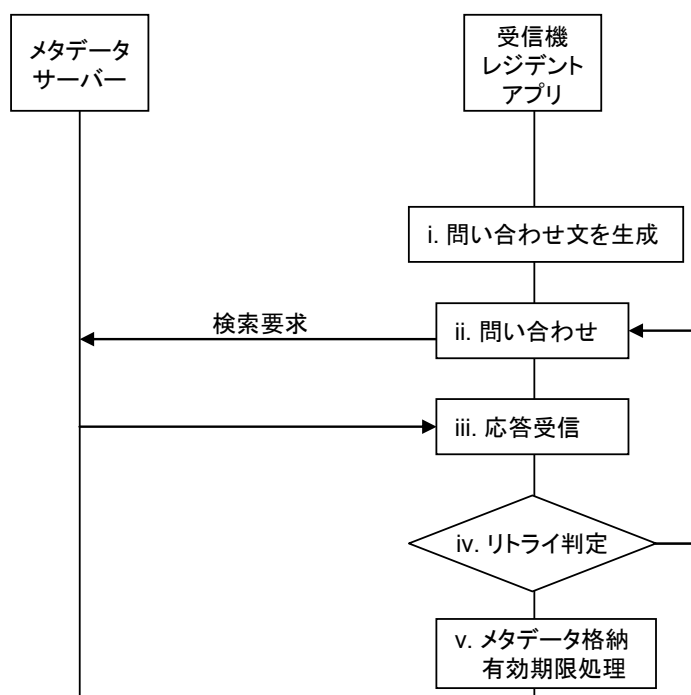 メタデータ
サーバー
受信機
レジデント
アプリ
i. 問い合わせ文を生成
検索要求
ii. 問い合わせ
iii. 応答受信
iv. リトライ判定
v. メタデータ格納
有効期限処理